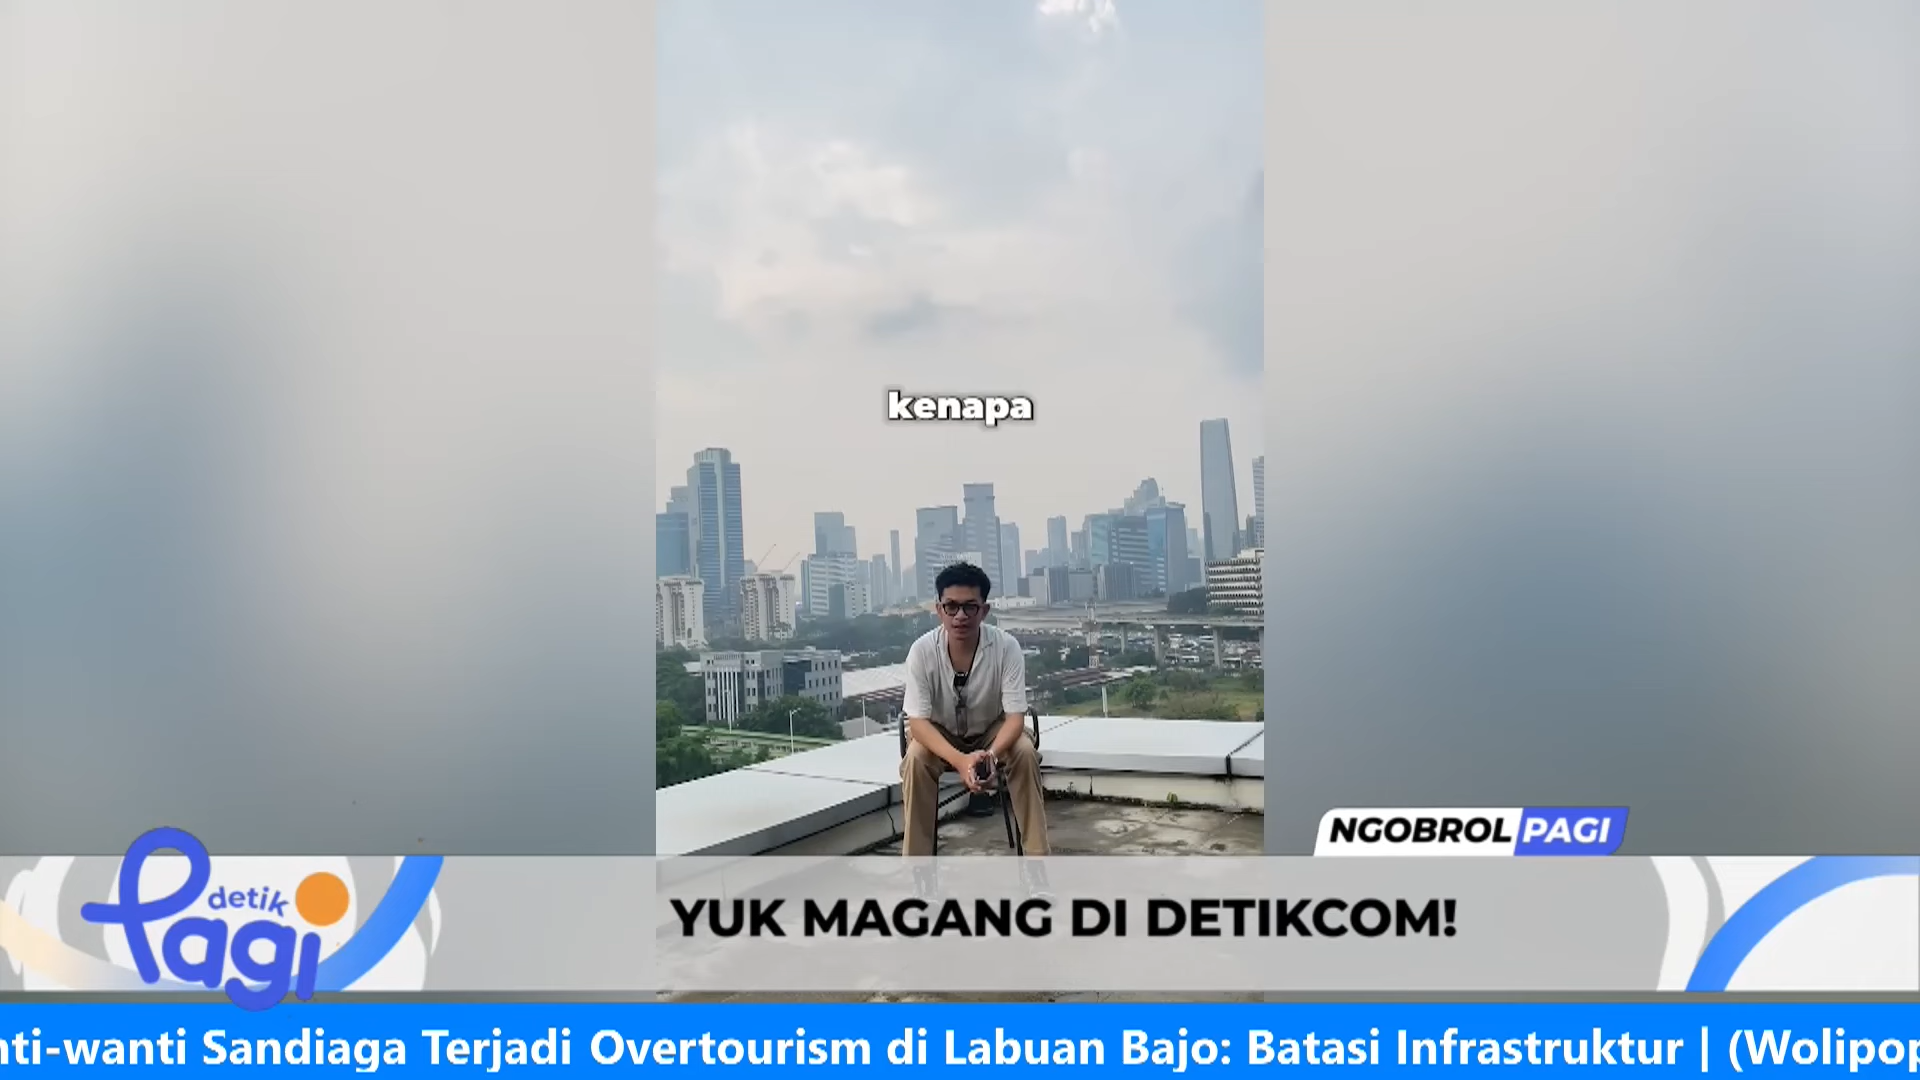 kenapa
NGOBROL PAGI
detik
Pagi
YUK MAGANG DI DETIKCOM!
nti-wanti Sandiaga Terjadi Overtourism di Labuan Bajo: Batasi Infrastruktur | (Wolipop